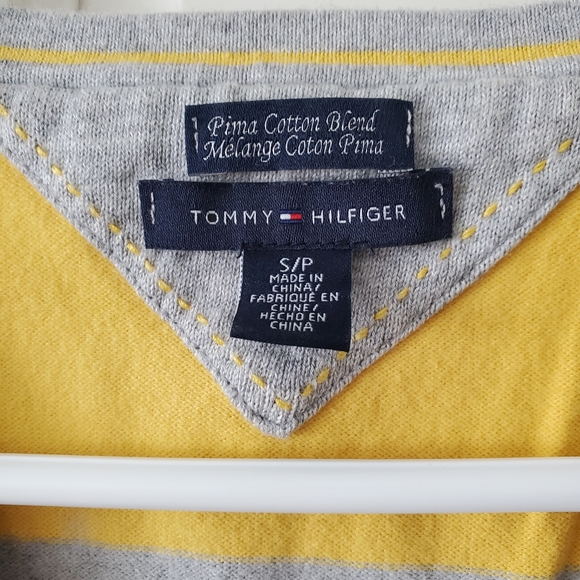 Pima Cotton Blend
Mélange Coton Pima
TOMMY HILFIGER
S/P
MADE IN
CHINA/
FABRIQUÉ EN
CHINE/
HECHO EN
CHINA